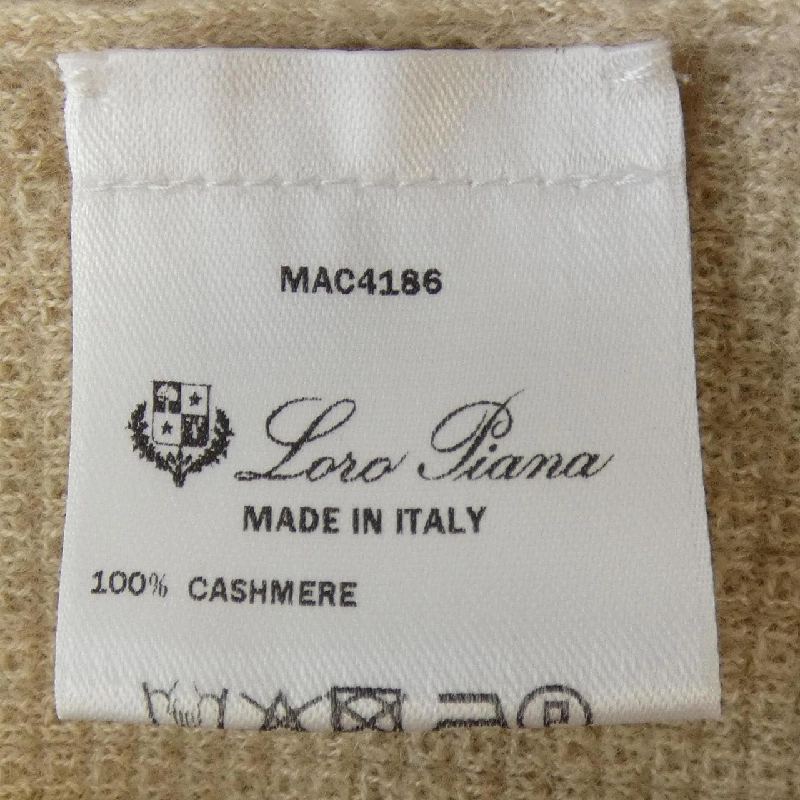 MAC4186
Loro Piana
MADE IN ITALY
100% CASHMERE